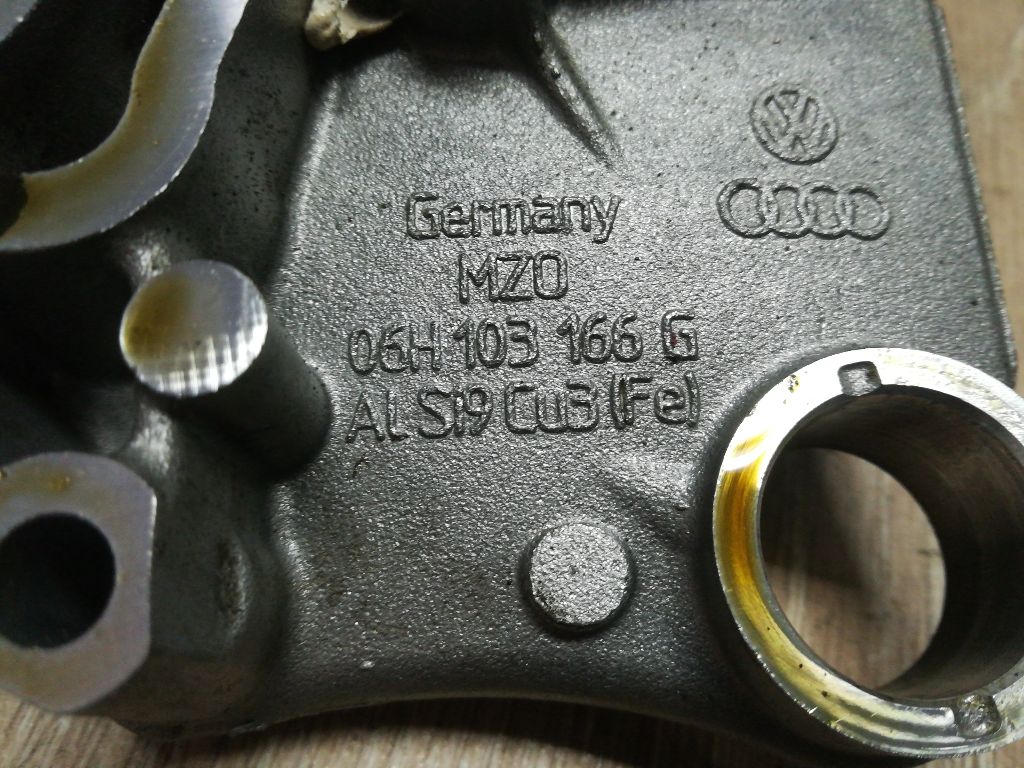 Germany
MZO
06H 103 166 G
AL Si9 Cu3 (Fe)